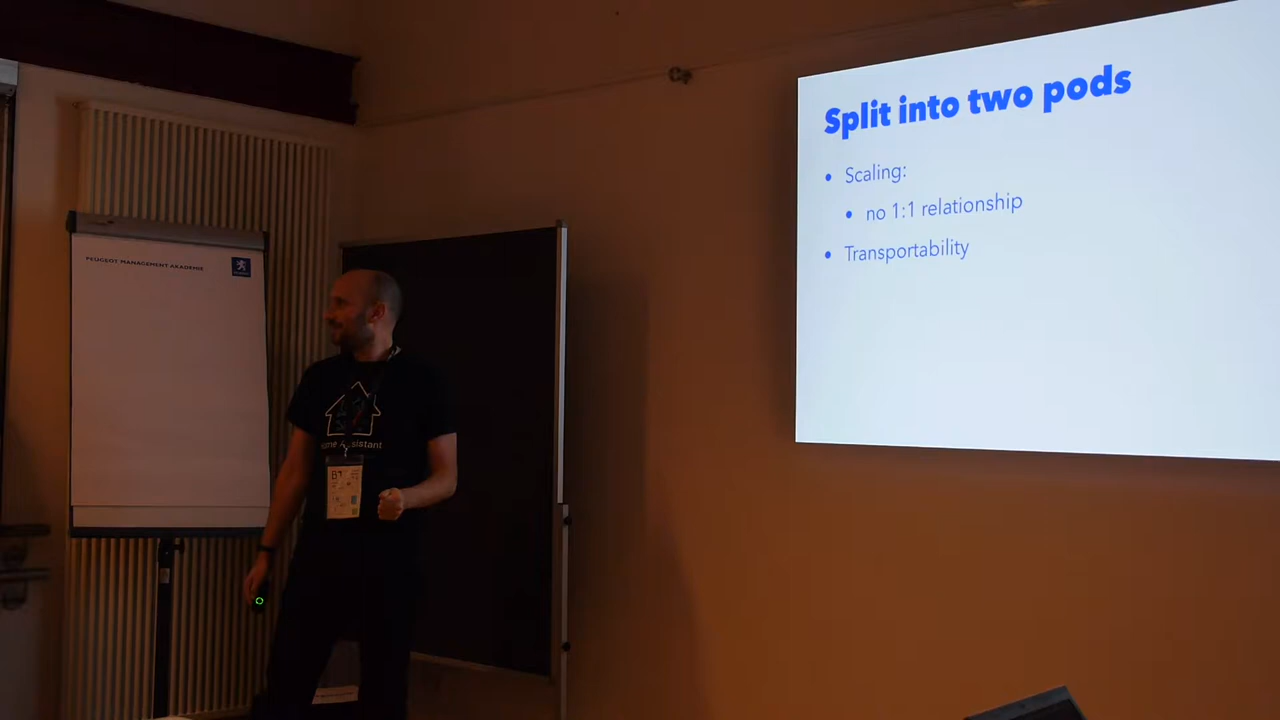 Split into two pods
• Scaling:
• no 1:1 relationship
• Transportability
PEUGEOT MANAGEMENT AKADEMIE